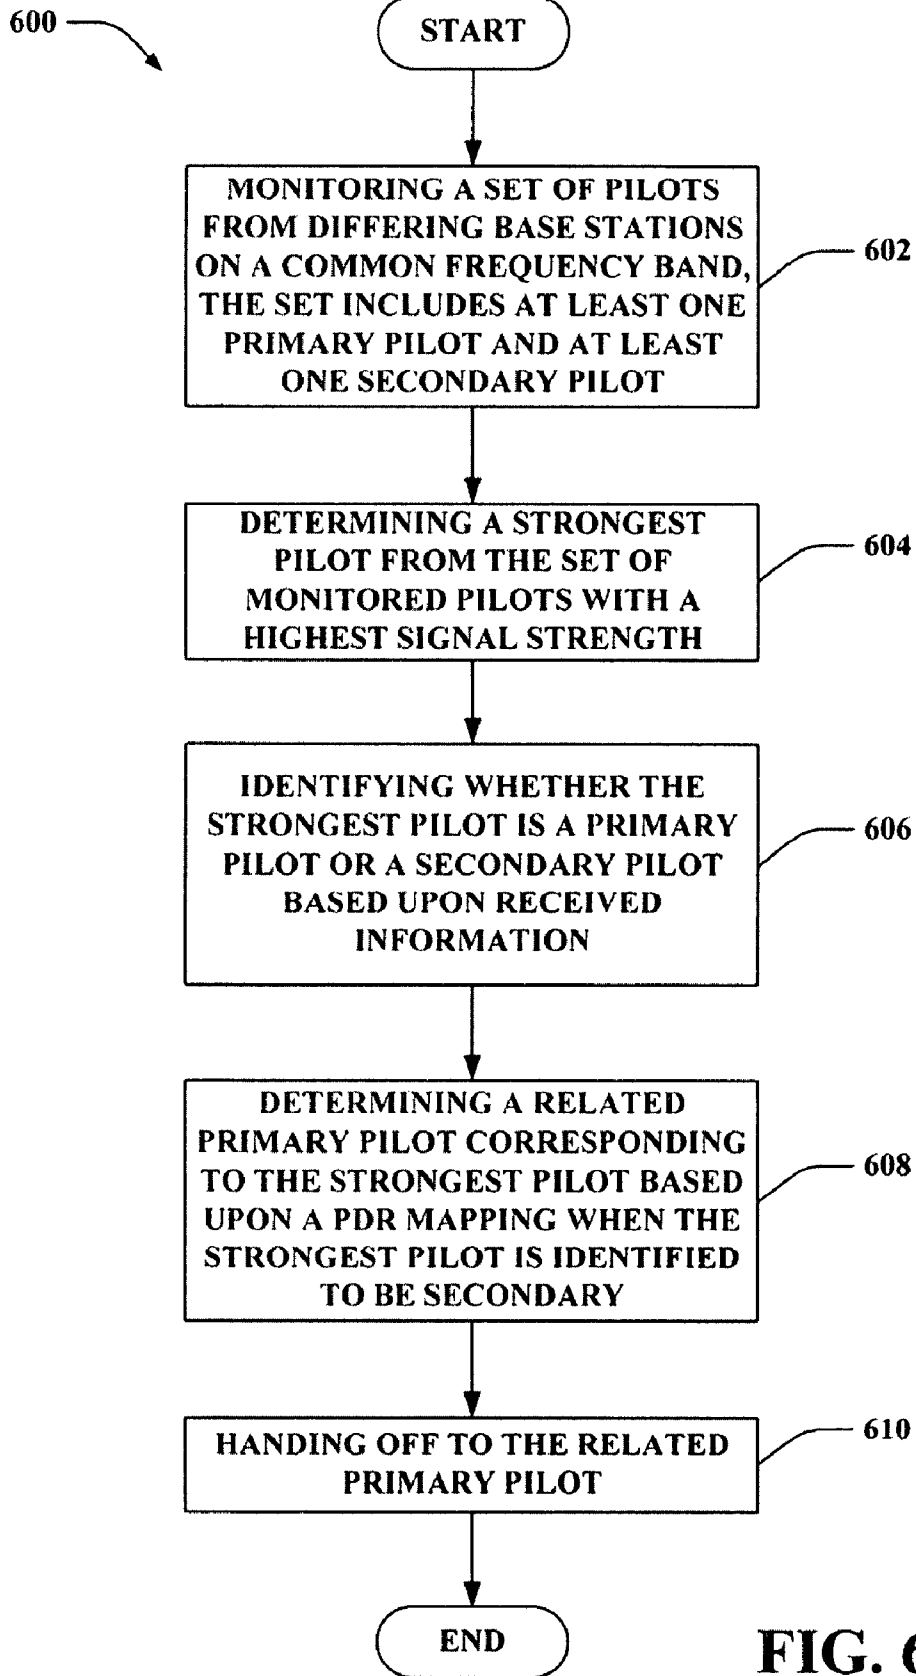 600
START
MONITORING A SET OF PILOTS
FROM DIFFERING BASE STATIONS
ON A COMMON FREQUENCY BAND,
THE SET INCLUDES AT LEAST ONE
PRIMARY PILOT AND AT LEAST
ONE SECONDARY PILOT
602
DETERMINING A STRONGEST
PILOT FROM THE SET OF
MONITORED PILOTS WITH A
HIGHEST SIGNAL STRENGTH
604
IDENTIFYING WHETHER THE
STRONGEST PILOT IS A PRIMARY
PILOT OR A SECONDARY PILOT
BASED UPON RECEIVED
INFORMATION
606
DETERMINING A RELATED
PRIMARY PILOT CORRESPONDING
TO THE STRONGEST PILOT BASED
UPON A PDR MAPPING WHEN THE
STRONGEST PILOT IS IDENTIFIED
TO BE SECONDARY
608
HANDING OFF TO THE RELATED
PRIMARY PILOT
610
END
FIG. 6